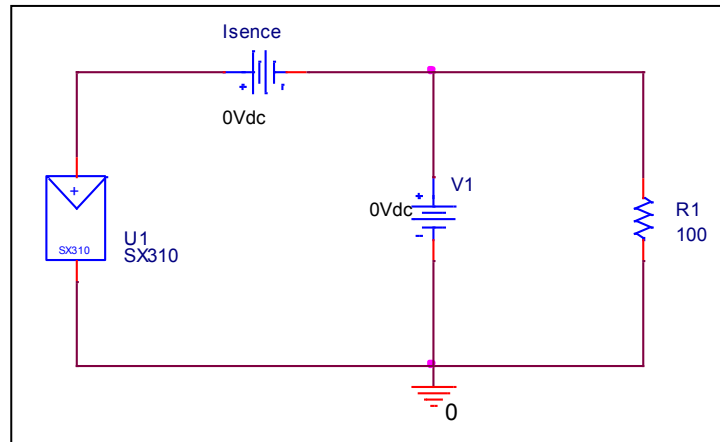 Isence
+
0Vdc
+
SX310
U1
SX310
+
V1
0Vdc
-
R1
100
0